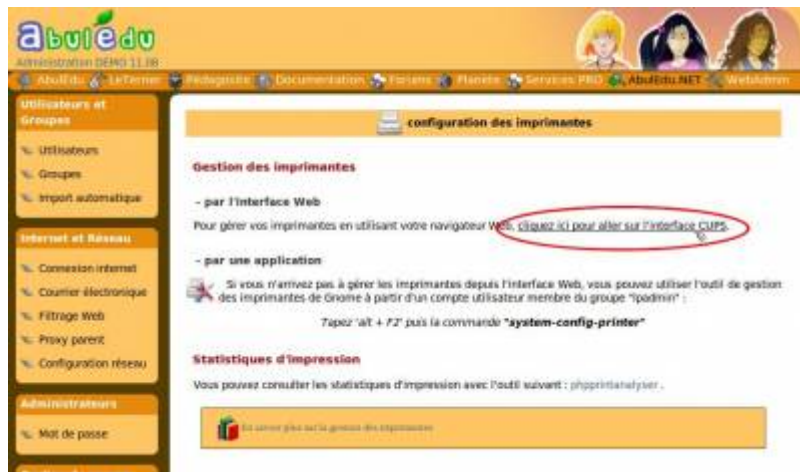 abulédu
Administration DEMO 11.08
AbulEdu LeTerrier Pédagosite Documentation Forums Planète Services PRO AbulEdu.NET WebAdmin
Utilisateurs et
Groupes
Utilisateurs
Groupes
Import automatique
Internet et Réseau
Connexion internet
Courrier électronique
Filtrage Web
Proxy parent
Configuration réseau
Administrateurs
Mot de passe
configuration des imprimantes
Gestion des imprimantes
- par l'interface Web
Pour gérer vos imprimantes en utilisant votre navigateur Web, cliquez ici pour aller sur l'interface CUPS.
- par une application
Si vous n'arrivez pas à gérer les imprimantes depuis l'interface Web, vous pouvez utiliser l'outil de gestion
des imprimantes de Gnome à partir d'un compte utilisateur membre du groupe "lpadmin" :
Tapez 'alt + F2' puis la commande "system-config-printer"
Statistiques d'impression
Vous pouvez consulter les statistiques d'impression avec l'outil suivant : phpprintanalyser .
En savoir plus sur la gestion des imprimantes